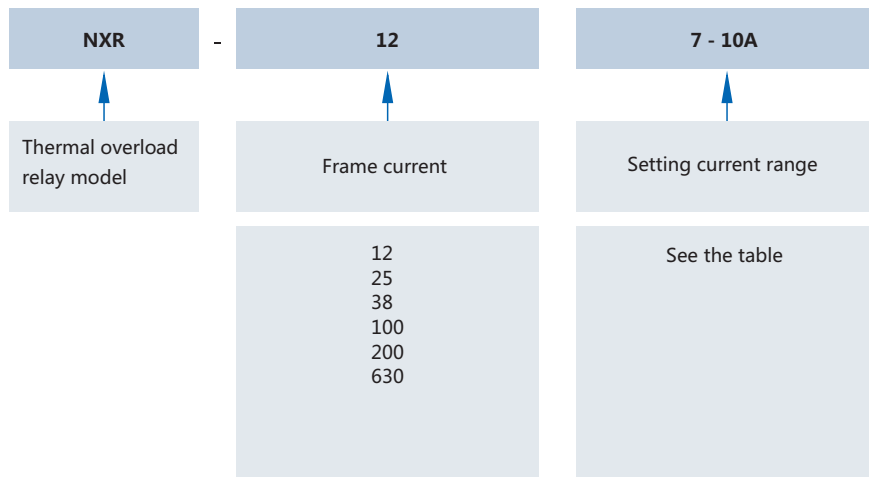 NXR - 12 7 - 10A
Thermal overload
relay model
Frame current
Setting current range
12
25
38
100
200
630
See the table